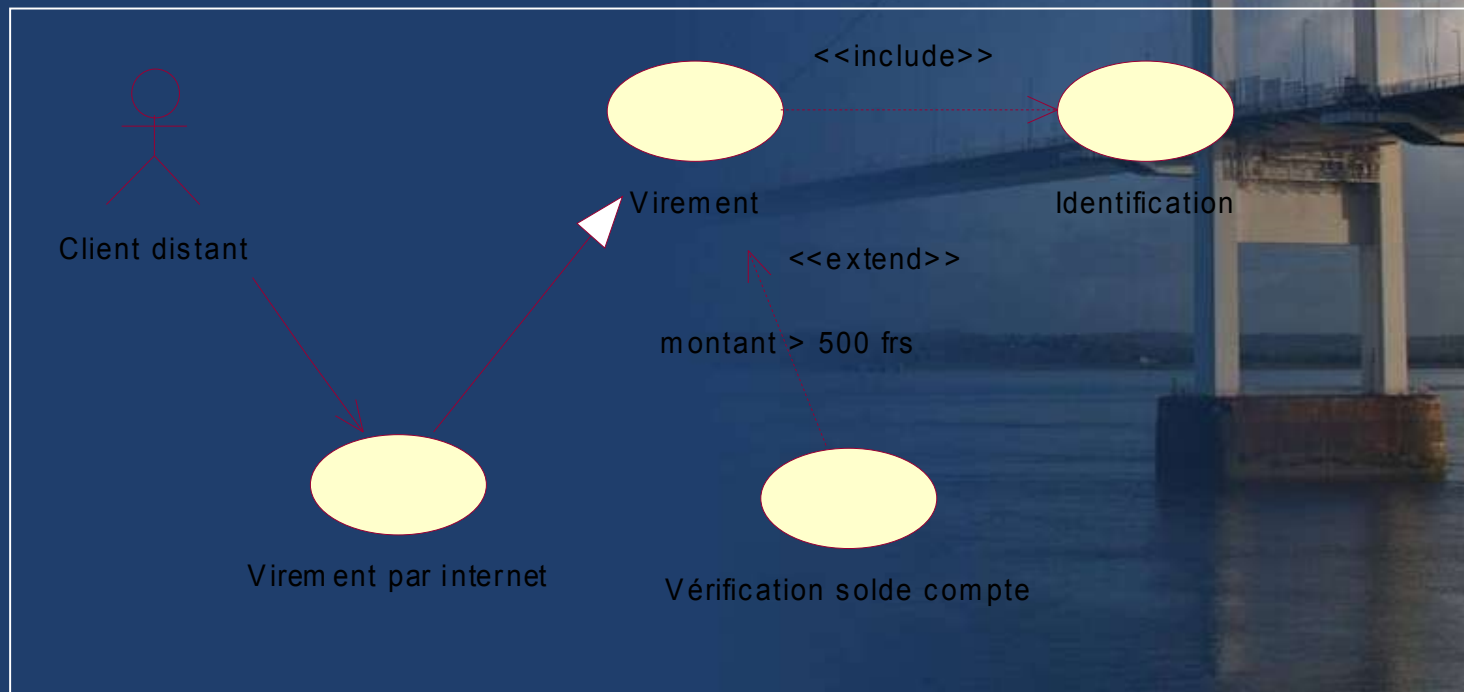 <<include>>
Virement
Identification
Client distant
<<extend>>
montant > 500 frs
Virement par internet
Vérification solde compte